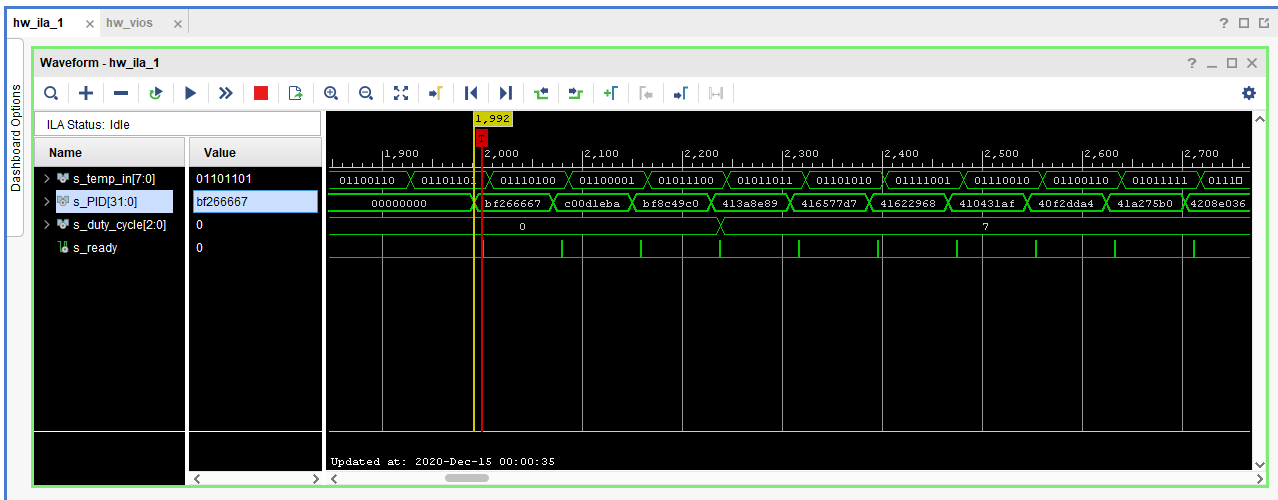 hw_ila_1 × hw_vios ×
Dashboard Options
Waveform - hw_ila_1
ILA Status: Idle
1,992
T
Name Value
1,900 2,000 2,100 2,200 2,300 2,400 2,500 2,600 2,700
s_temp_in[7:0] 01101101 01100110 01101101 01110100 01100001 01011100 01011011 01101010 01111001 01110010 01100110 01011111 0111
s_PID[31:0] bf266667 00000000 bf266667 c00d1eba bf8c49c0 413a8e89 416577d7 41622968 410431af 40f2dda4 41a275b0 4208e036
s_duty_cycle[2:0] 0 0 7
s_ready 0
Updated at: 2020-Dec-15 00:00:35